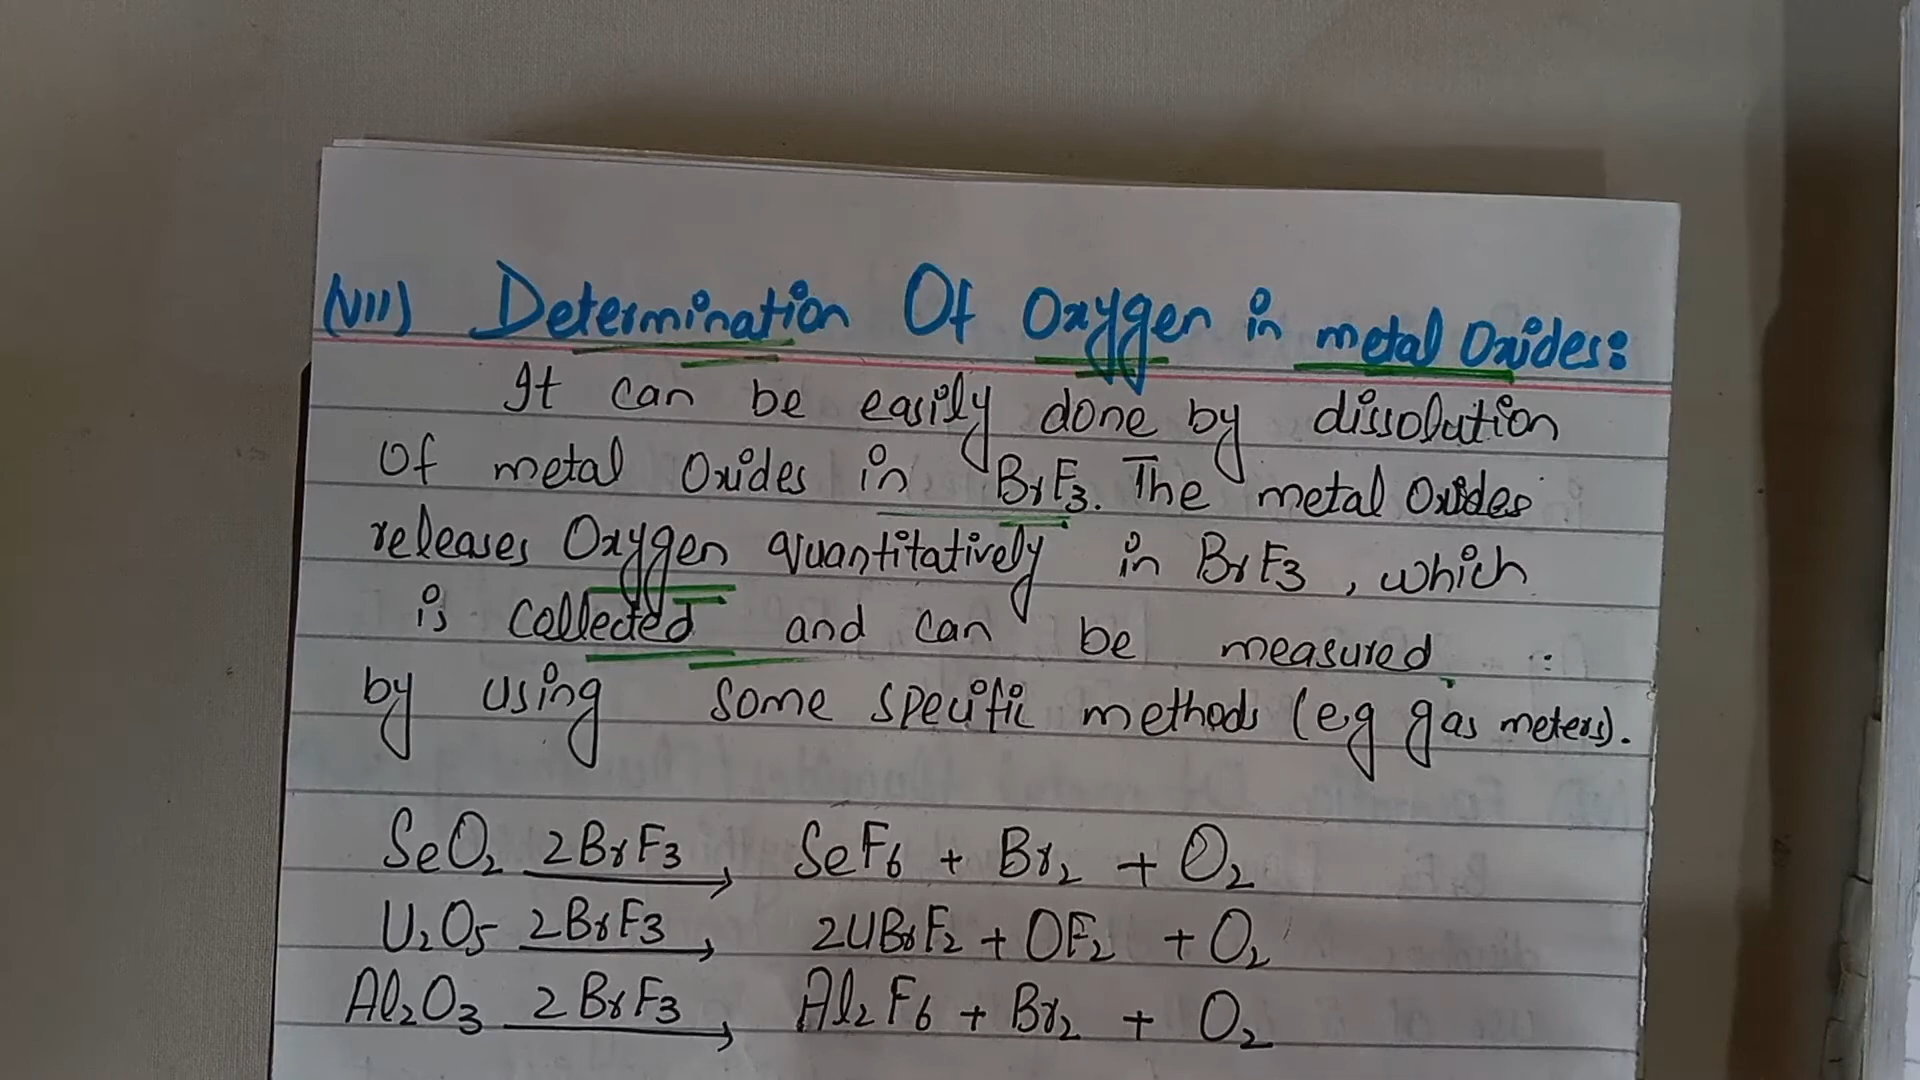 (VII) Determination Of Oxygen in metal Oxides:
It can be easily done by dissolution
Of metal Oxides in BrF₃. The metal Oxides
releases Oxygen quantitatively in BrF₃, which
is collected and can be measured
by using some specific methods (eg gas meters).
SeO₂ 2BrF₃→ SeF₆ + Br₂ + O₂
U₂O₅ 2BrF₃→ 2UBrF₂ + OF₂ + O₂
Al₂O₃ 2BrF₃→ Al₂F₆ + Br₂ + O₂